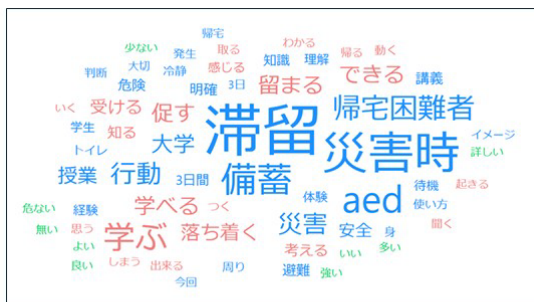 帰宅
少ない 発生 取る わかる
判断 大切 冷静 感じる 知識 理解 帰る 動く
危険 明確 3日 留まる できる 講義
いく 受ける 促す 滞留 帰宅困難者
学生 知る 大学 災害時 イメージ
トイレ 詳しい
授業 行動 3日間 備蓄 待機 起きる
体験 aed 使い方
危ない 経験 学べる つく 災害 安全 身 聞く
無い 思う 学ぶ 落ち着く
よい 考える いい 多い
良い しまう 出来る 周り 避難 強い
今回